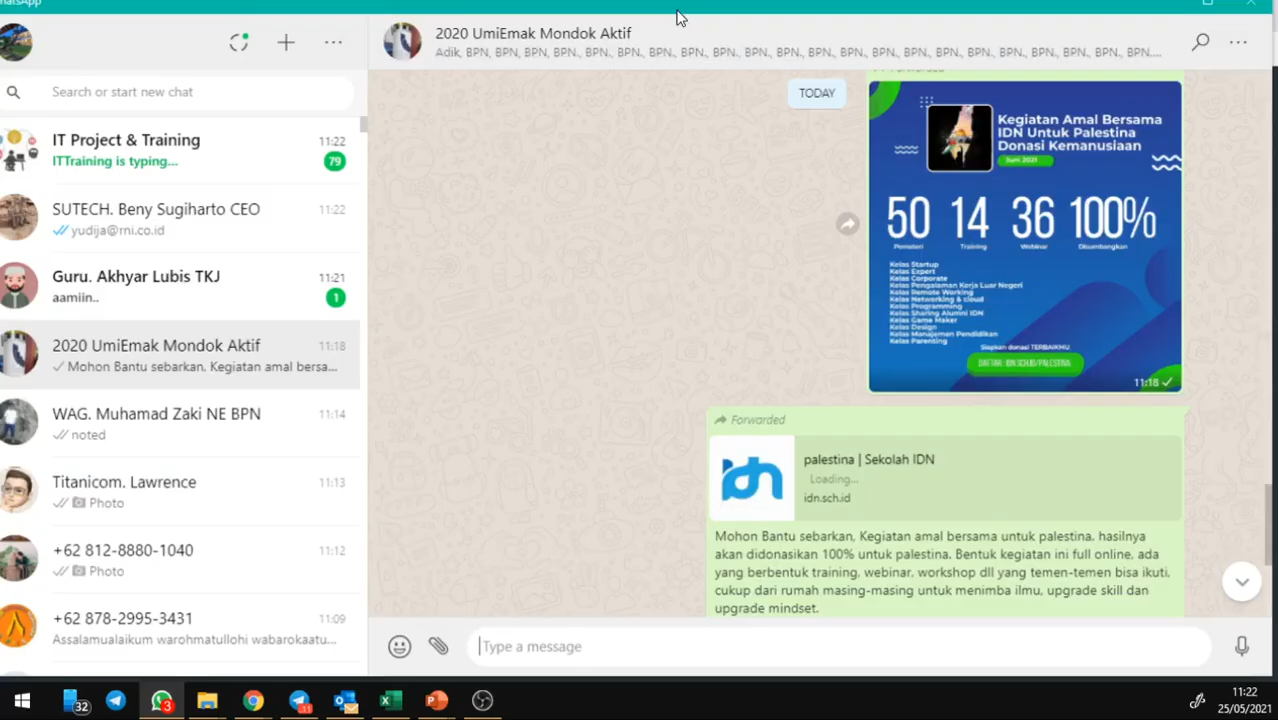 WhatsApp
Search or start new chat
IT Project & Training
11:22
ITTraining is typing...
79
SUTECH. Beny Sugiharto CEO
11:22
yudija@rni.co.id
Guru. Akhyar Lubis TKJ
11:21
aamiin..
1
2020 UmiEmak Mondok Aktif
11:18
Mohon Bantu sebarkan, Kegiatan amal bersa...
WAG. Muhamad Zaki NE BPN
11:14
noted
Titanicom. Lawrence
11:13
Photo
+62 812-8880-1040
11:12
Photo
+62 878-2995-3431
11:09
Assalamualaikum warohmatullohi wabarokaatu...
2020 UmiEmak Mondok Aktif
Adik, BPN, BPN, BPN, BPN., BPN., BPN., BPN., BPN., BPN., BPN., BPN., BPN., BPN., BPN., BPN., BPN., BPN., BPN., BPN., BPN., BPN....
Forwarded
TODAY
Kegiatan Amal Bersama
IDN Untuk Palestina
Donasi Kemanusiaan
Juni 2021
50 14 36 100%
Pemateri Training Webinar Disumbangkan
Kelas Startup
Kelas Expert
Kelas Corporate
Kelas Pengalaman Kerja Luar Negeri
Kelas Remote Working
Kelas Networking & cloud
Kelas Programming
Kelas Sharing Alumni IDN
Kelas Game Maker
Kelas Design
Kelas Manajemen Pendidikan
Kelas Parenting
Siapkan donasi TERBAIKMU
DAFTAR: IDN.SCH.ID/PALESTINA
11:18
Forwarded
idn
palestina | Sekolah IDN
Loading...
idn.sch.id
Mohon Bantu sebarkan, Kegiatan amal bersama untuk palestina. hasilnya
akan didonasikan 100% untuk palestina. Bentuk kegiatan ini full online, ada
yang berbentuk training, webinar, workshop dll yang temen-temen bisa ikuti.
cukup dari rumah masing-masing untuk menimba ilmu, upgrade skill dan
upgrade mindset.
Type a message
32
3
11
11:22
25/05/2021